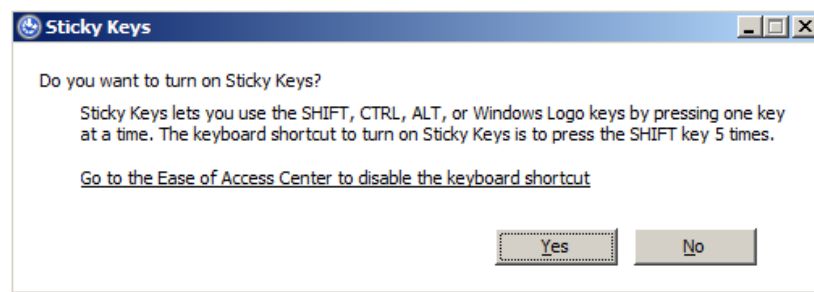 Sticky Keys
Do you want to turn on Sticky Keys?
Sticky Keys lets you use the SHIFT, CTRL, ALT, or Windows Logo keys by pressing one key
at a time. The keyboard shortcut to turn on Sticky Keys is to press the SHIFT key 5 times.
Go to the Ease of Access Center to disable the keyboard shortcut
Yes No